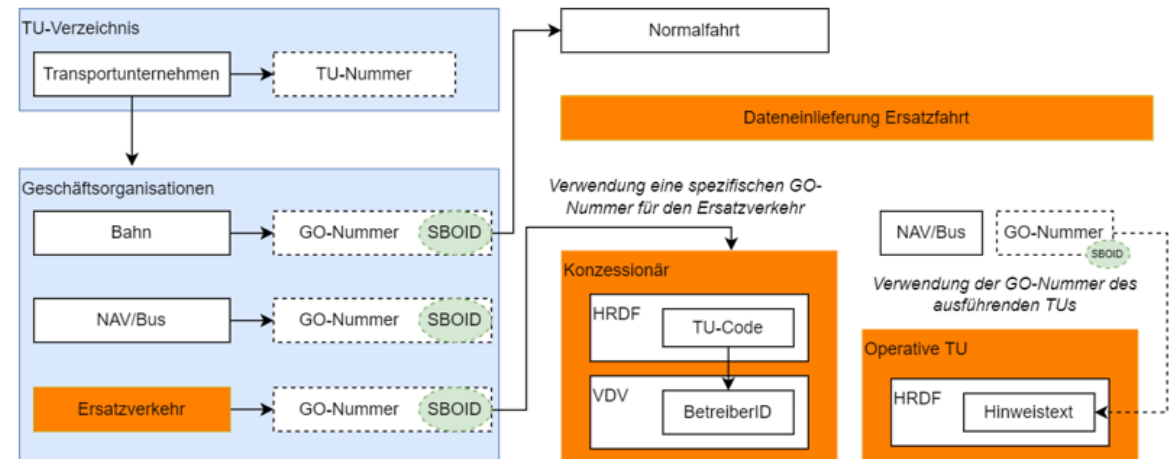 TU-Verzeichnis
Transportunternehmen
TU-Nummer
Normalfahrt
Dateneinlieferung Ersatzfahrt
Geschäftsorganisationen
Bahn
GO-Nummer
SBOID
NAV/Bus
GO-Nummer
SBOID
Ersatzverkehr
GO-Nummer
SBOID
Verwendung eine spezifischen GO-
Nummer für den Ersatzverkehr
Konzessionär
HRDF
TU-Code
VDV
BetreiberID
NAV/Bus
GO-Nummer
SBOID
Verwendung der GO-Nummer des
ausführenden TUs
Operative TU
HRDF
Hinweistext